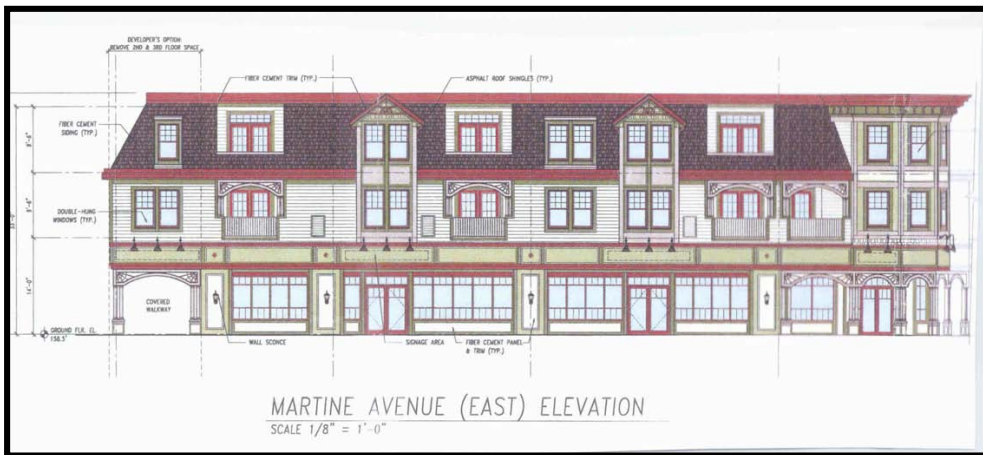 DEVELOPER'S OPTION
REMOVE 2ND & 3RD FLOOR SPACE
FIBER CEMENT TRIM (TYP.)
ASPHALT ROOF SHINGLES (TYP.)
FIBER CEMENT
SIDING (TYP.)
DOUBLE-HUNG
WINDOWS (TYP.)
14'-0"
COVERED
WALKWAY
GROUND FLR. EL.
WALL SCONCE
SIGNAGE AREA
FIBER CEMENT PANEL
& TRIM (TYP.)
MARTINE AVENUE (EAST) ELEVATION
SCALE 1/8" = 1'-0"